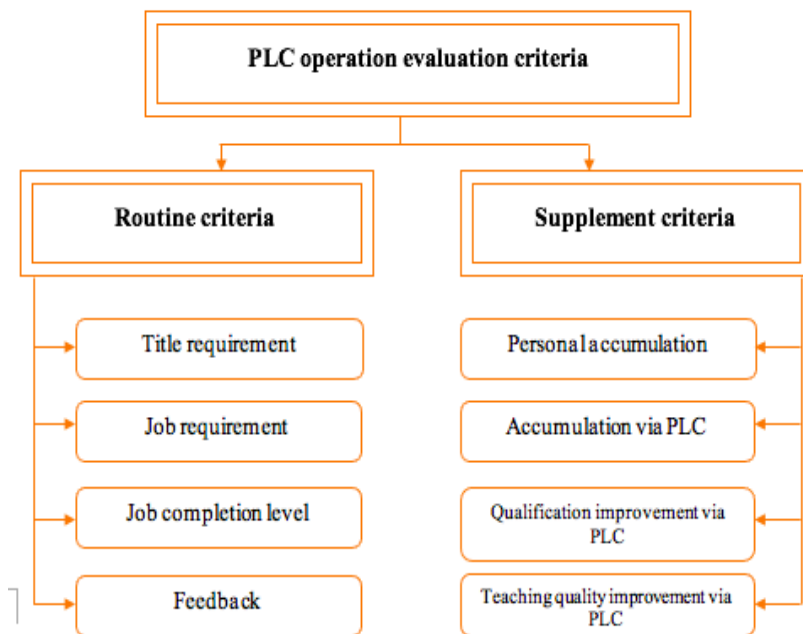 PLC operation evaluation criteria
Routine criteria
Supplement criteria
Title requirement
Personal accumulation
Job requirement
Accumulation via PLC
Job completion level
Qualification improvement via
PLC
Feedback
Teaching quality improvement via
PLC